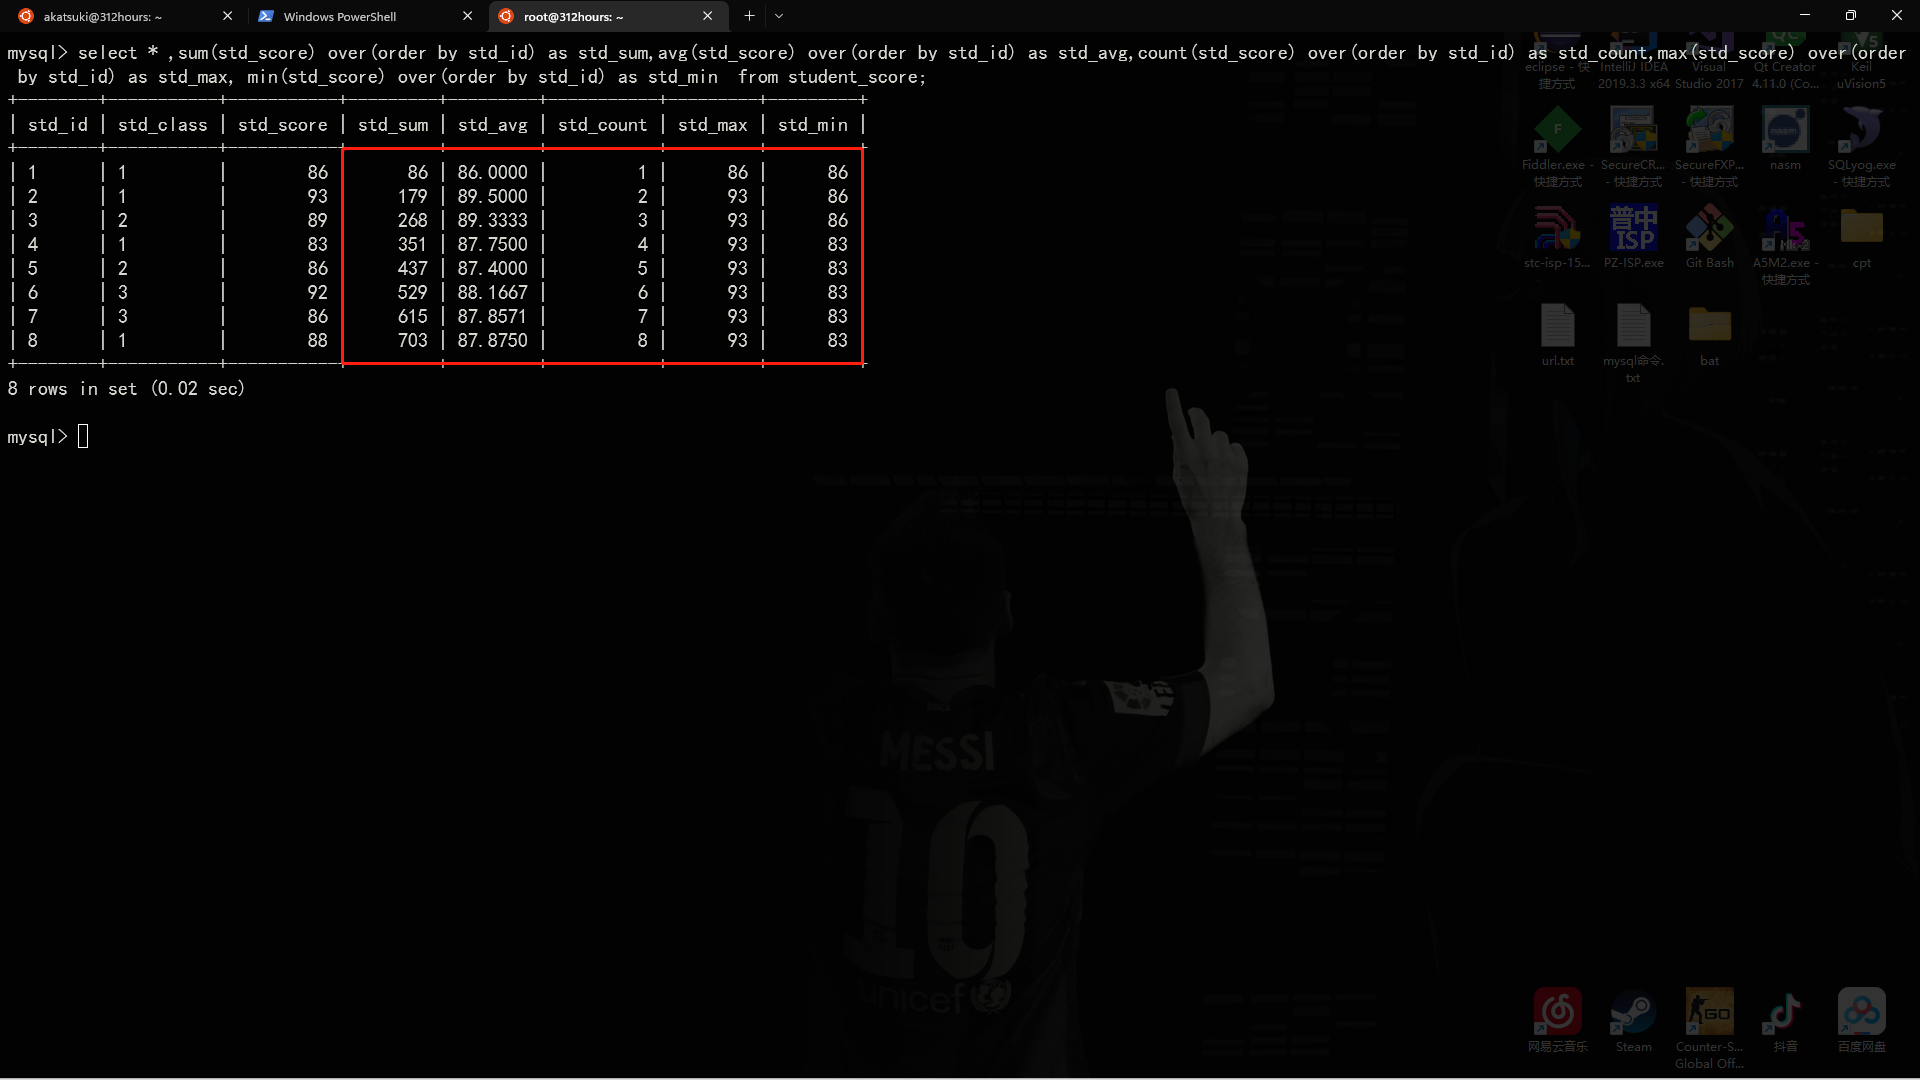 akatsuki@312hours: ~
Windows PowerShell
root@312hours: ~
mysql> select * ,sum(std_score) over(order by std_id) as std_sum,avg(std_score) over(order by std_id) as std_avg,count(std_score) over(order by std_id) as std_count,max(std_score) over(order
by std_id) as std_max, min(std_score) over(order by std_id) as std_min  from student_score;
+--------+-----------+-----------+---------+---------+-----------+---------+---------+
| std_id | std_class | std_score | std_sum | std_avg | std_count | std_max | std_min |
+--------+-----------+-----------+---------+---------+-----------+---------+---------+
| 1      | 1         |        86 |      86 | 86.0000 |         1 |      86 |      86 |
| 2      | 1         |        93 |     179 | 89.5000 |         2 |      93 |      86 |
| 3      | 2         |        89 |     268 | 89.3333 |         3 |      93 |      86 |
| 4      | 1         |        83 |     351 | 87.7500 |         4 |      93 |      83 |
| 5      | 2         |        86 |     437 | 87.4000 |         5 |      93 |      83 |
| 6      | 3         |        92 |     529 | 88.1667 |         6 |      93 |      83 |
| 7      | 3         |        86 |     615 | 87.8571 |         7 |      93 |      83 |
| 8      | 1         |        88 |     703 | 87.8750 |         8 |      93 |      83 |
+--------+-----------+-----------+---------+---------+-----------+---------+---------+
8 rows in set (0.02 sec)
mysql>
eclipse - 快捷方式
IntelliJ IDEA 2019.3.3 x64
Visual Studio 2017
Qt Creator 4.11.0 (Co...
Keil uVision5
Fiddler.exe - 快捷方式
SecureCR... - 快捷方式
SecureFXP... - 快捷方式
nasm
SQLyog.exe - 快捷方式
普中
ISP
stc-isp-15...
PZ-ISP.exe
Git Bash
A5M2.exe - 快捷方式
cpt
url.txt
mysql命令.txt
bat
MESSI
10
unicef
GO
网易云音乐
Steam
Counter-S... Global Off...
抖音
百度网盘